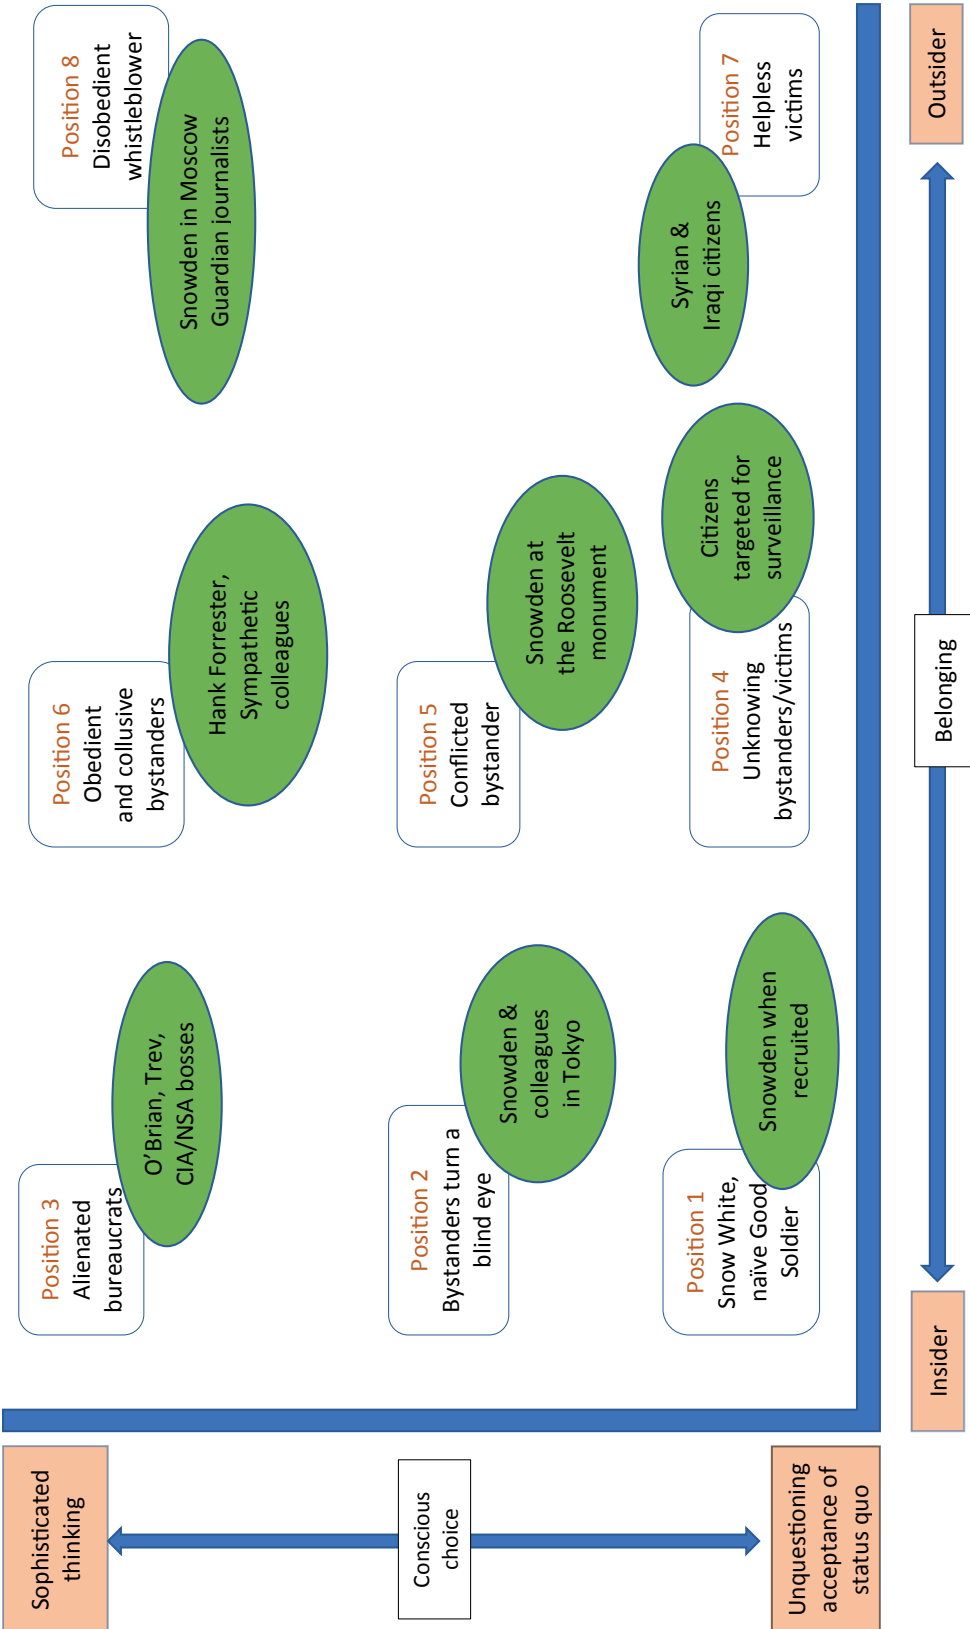 Sophisticated
thinking
Conscious
choice
Unquestioning
acceptance of
status quo
Position 3
Alienated
bureaucrats
O'Brian, Trev,
CIA/NSA bosses
Position 6
Obedient
and collusive
bystanders
Hank Forrester,
Sympathetic
colleagues
Position 8
Disobedient
whistleblower
Snowden in Moscow
Guardian journalists
Position 2
Bystanders turn a
blind eye
Snowden &
colleagues
in Tokyo
Position 5
Conflicted
bystander
Snowden at
the Roosevelt
monument
Position 1
Snow White,
naïve Good
Soldier
Snowden when
recruited
Position 4
Unknowing
bystanders/victims
Citizens
targeted for
surveillance
Syrian &
Iraqi citizens
Position 7
Helpless
victims
Insider
Belonging
Outsider